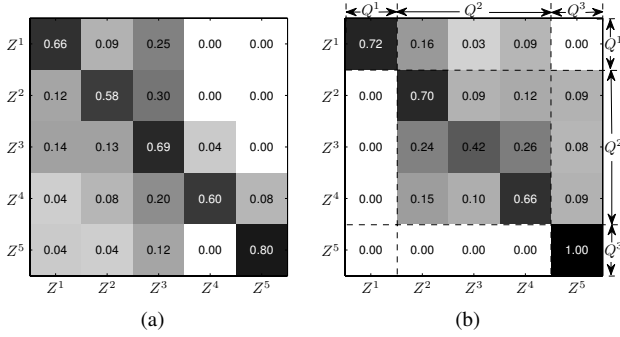 Q¹ Q² Q³
Z¹ 0.66 0.09 0.25 0.00 0.00 0.72 0.16 0.03 0.09 0.00 Q¹
Z² 0.12 0.58 0.30 0.00 0.00 Z² 0.00 0.70 0.09 0.12 0.09
Z³ 0.14 0.13 0.69 0.04 0.00 Z³ 0.00 0.24 0.42 0.26 0.08 Q²
Z⁴ 0.04 0.08 0.20 0.60 0.08 Z⁴ 0.00 0.15 0.10 0.66 0.09
Z⁵ 0.04 0.04 0.12 0.00 0.80 Z⁵ 0.00 0.00 0.00 0.00 1.00 Q³
Z¹ Z² Z³ Z⁴ Z⁵ Z¹ Z² Z³ Z⁴ Z⁵
(a) (b)